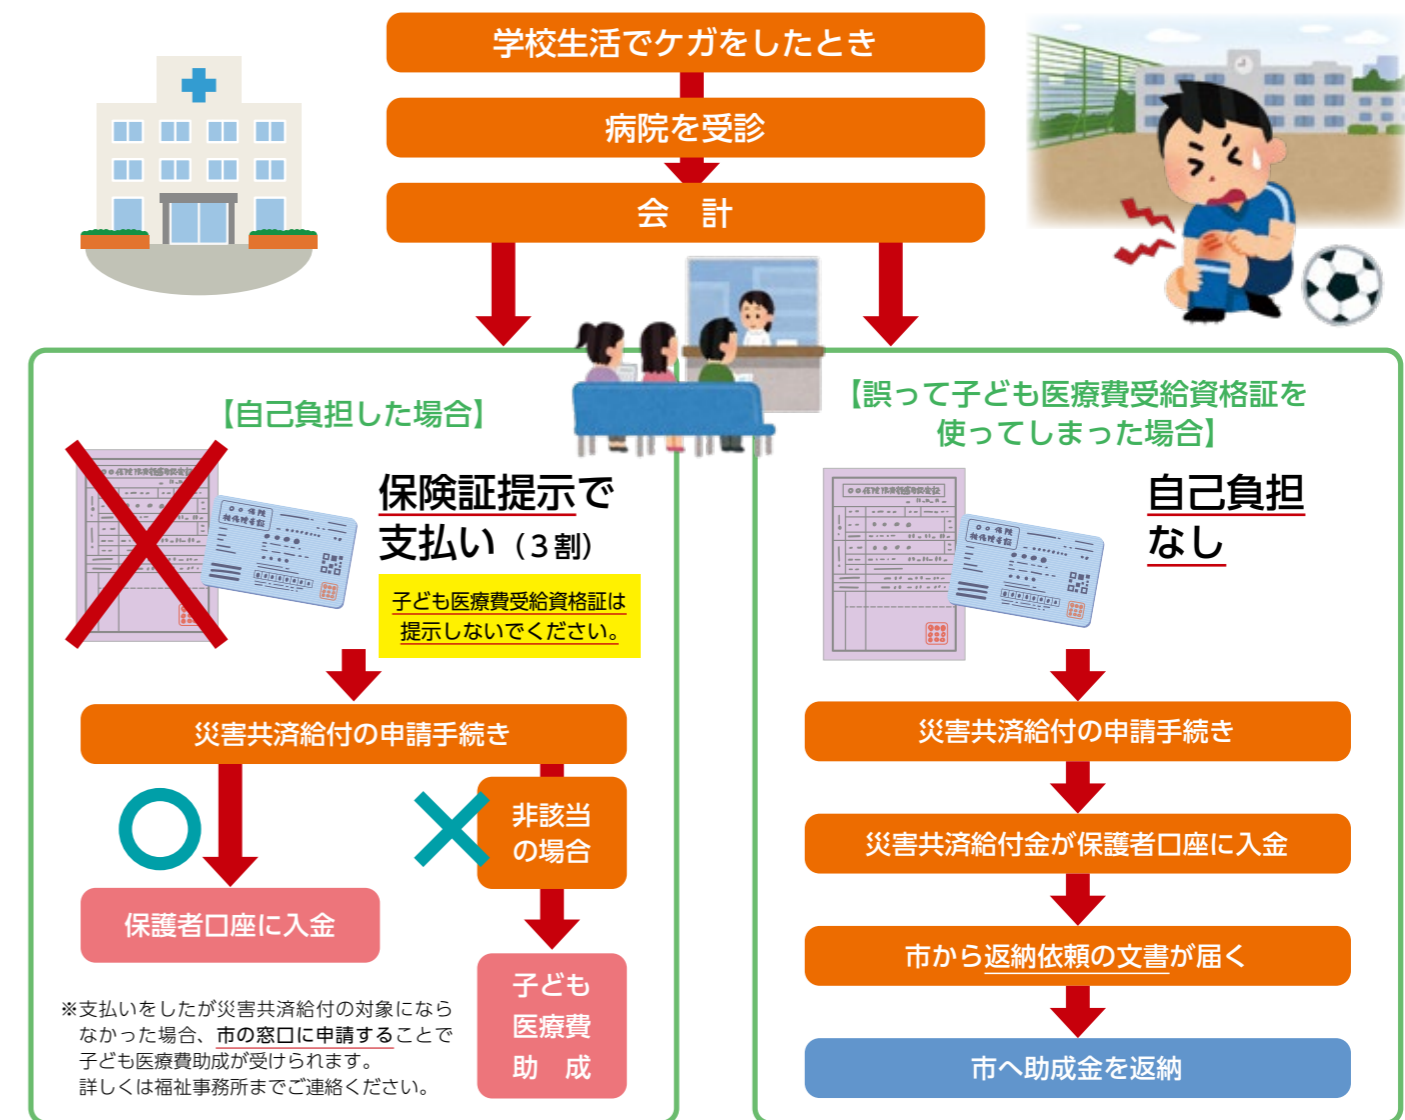 学校生活でケガをしたとき
病院を受診
会　計
【自己負担した場合】
保険証提示で
支払い（３割）
子ども医療費受給資格証は
提示しないでください。
災害共済給付の申請手続き
非該当
の場合
保護者口座に入金
子ども
医療費
助　成
※支払いをしたが災害共済給付の対象になら
なかった場合、市の窓口に申請することで
子ども医療費助成が受けられます。
詳しくは福祉事務所までご連絡ください。
【誤って子ども医療費受給資格証を
使ってしまった場合】
自己負担
なし
災害共済給付の申請手続き
災害共済給付金が保護者口座に入金
市から返納依頼の文書が届く
市へ助成金を返納